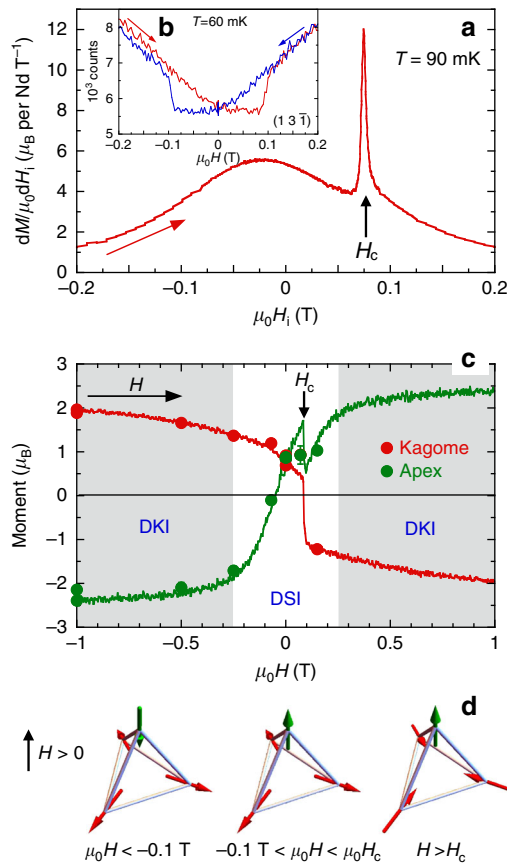 b
T=60 mK
10³ counts
8
7
6
5
(1 3 1̄)
–0.2
–0.1
0.0
0.1
0.2
μ₀H (T)
a
T = 90 mK
dM/μ₀dHᵢ (μB per Nd T⁻¹)
12
10
8
6
4
2
0
Hc
–0.2
–0.1
0
0.1
0.2
μ₀Hᵢ (T)
c
H
Hc
Moment (μB)
3
2
1
0
−1
−2
−3
Kagome
Apex
DKI
DKI
DSI
−1
−0.5
0
0.5
1
μ₀H (T)
d
H > 0
μ₀H < −0.1 T
−0.1 T < μ₀H < μ₀Hc
H > Hc